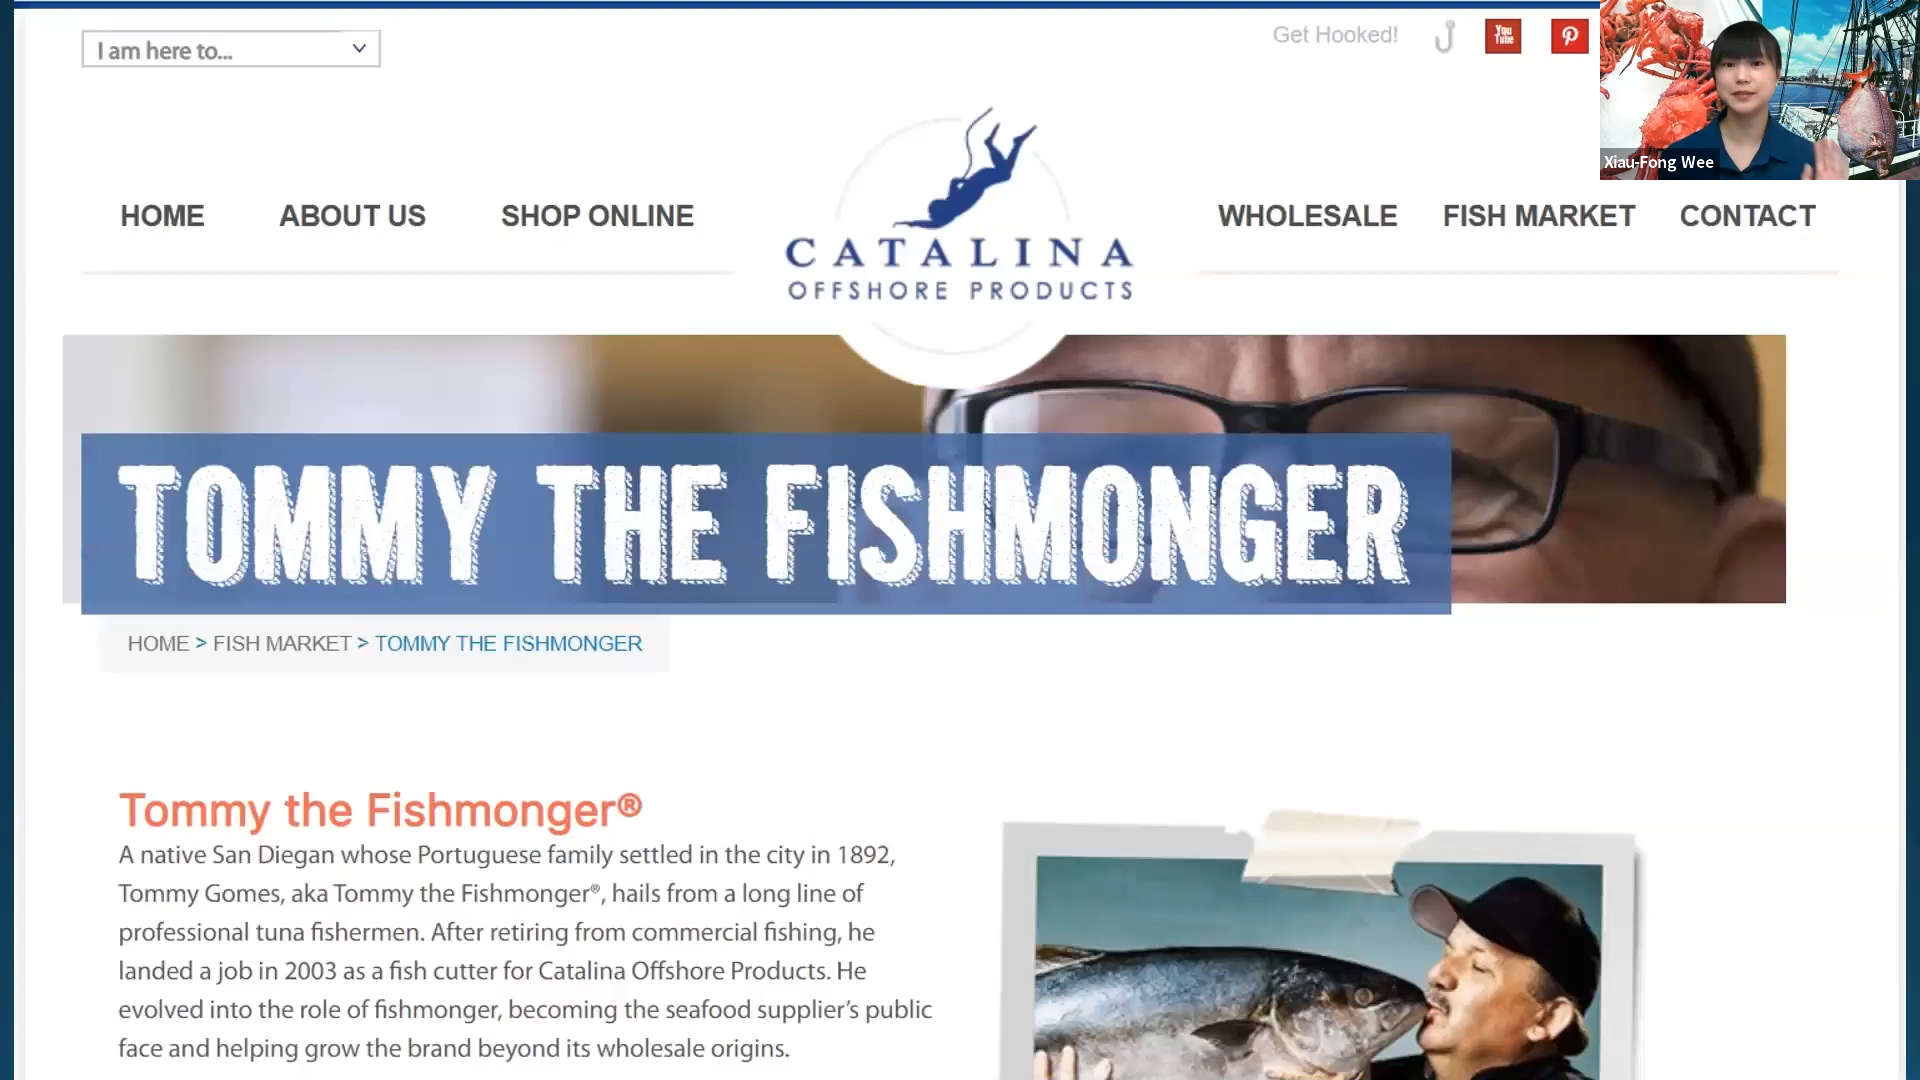 I am here to...
Get Hooked!
You
Tube
Xiau-Fong Wee
HOME
ABOUT US
SHOP ONLINE
CATALINA
OFFSHORE PRODUCTS
WHOLESALE
FISH MARKET
CONTACT
TOMMY THE FISHMONGER
HOME > FISH MARKET > TOMMY THE FISHMONGER
Tommy the Fishmonger®
A native San Diegan whose Portuguese family settled in the city in 1892,
Tommy Gomes, aka Tommy the Fishmonger®, hails from a long line of
professional tuna fishermen. After retiring from commercial fishing, he
landed a job in 2003 as a fish cutter for Catalina Offshore Products. He
evolved into the role of fishmonger, becoming the seafood supplier's public
face and helping grow the brand beyond its wholesale origins.